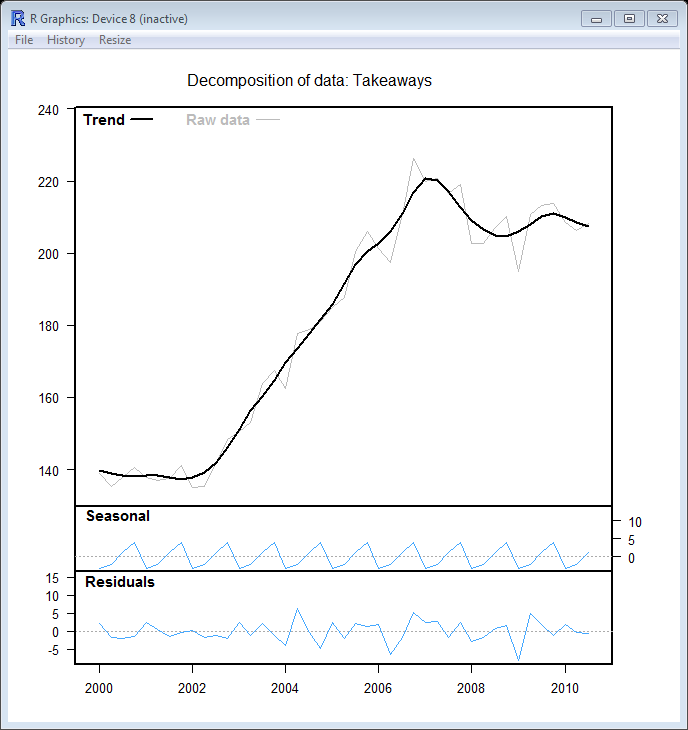 R Graphics: Device 8 (inactive)
File History Resize
Decomposition of data: Takeaways
240
Trend Raw data
220
200
180
160
140
Seasonal
10
5
0
Residuals
15
10
5
0
-5
2000 2002 2004 2006 2008 2010